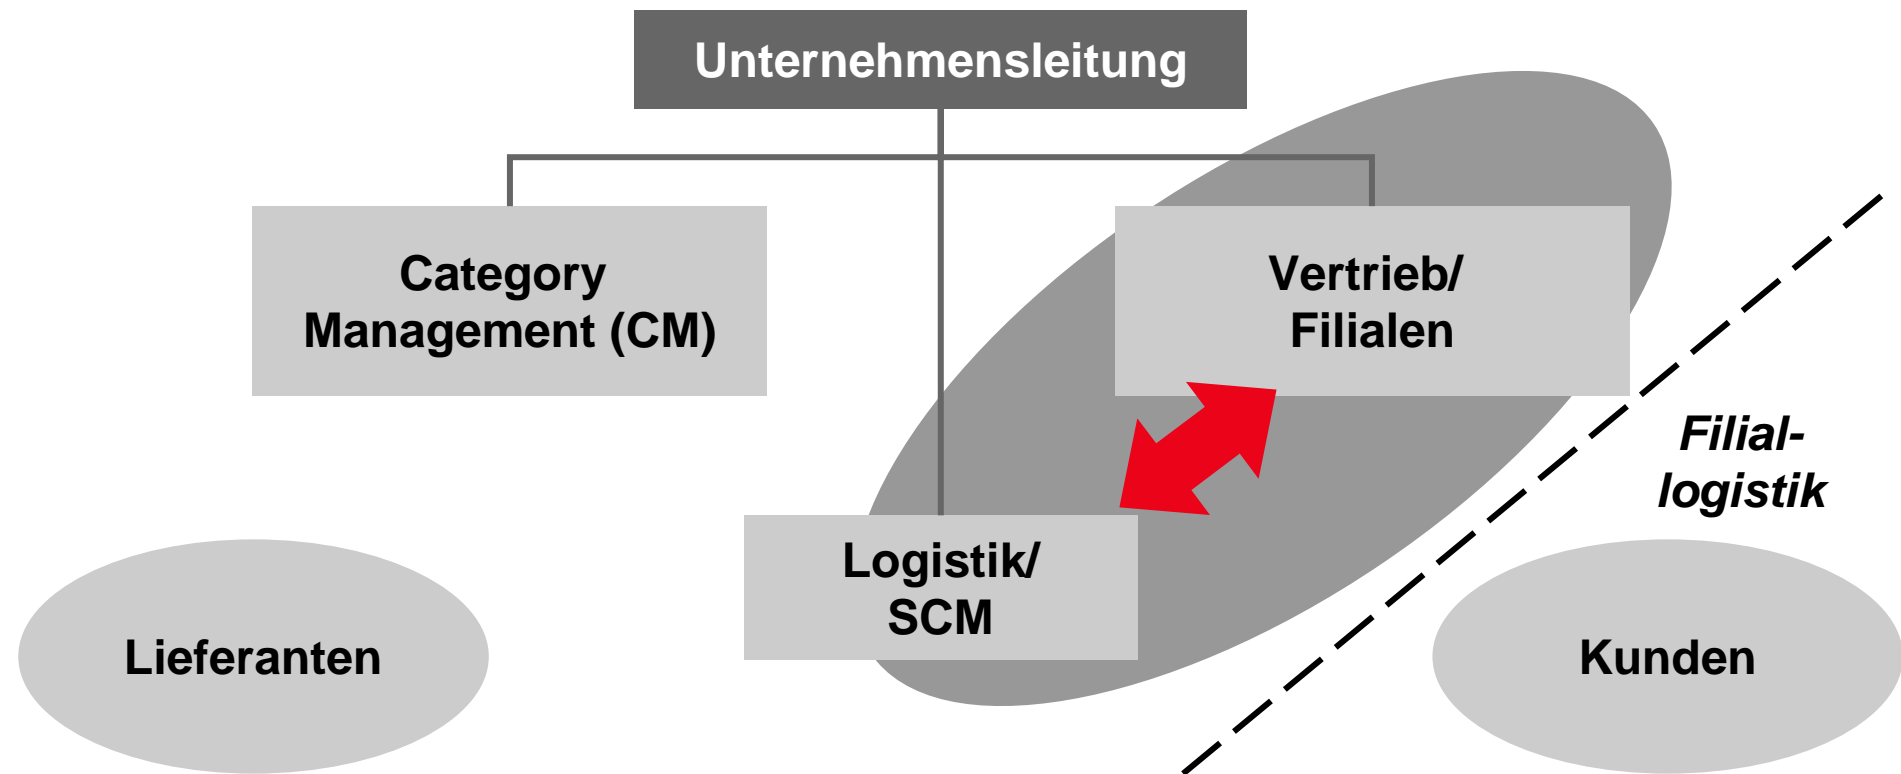 Unternehmensleitung
Category
Management (CM)
Vertrieb/
Filialen
Filial-
logistik
Logistik/
SCM
Lieferanten
Kunden